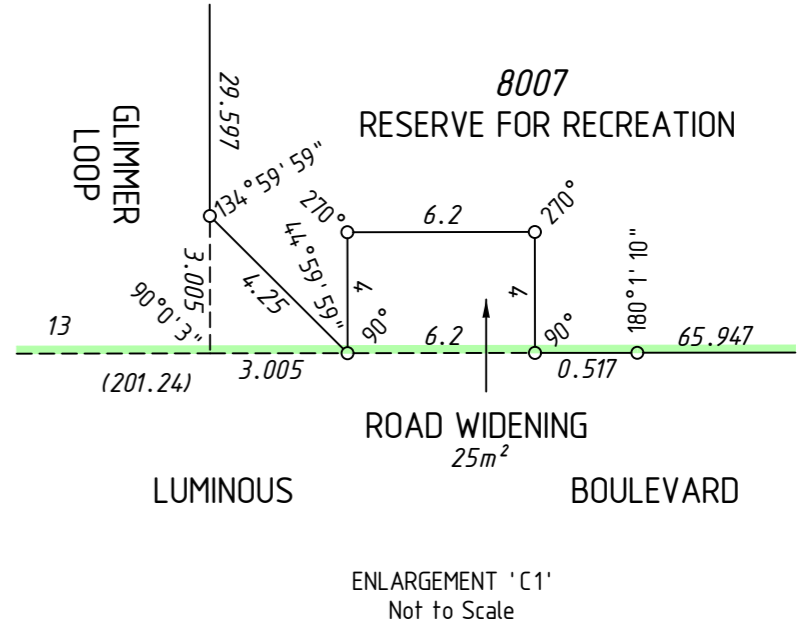 8007
RESERVE FOR RECREATION
GLIMMER
LOOP
29.597
134°59'59"
270°
6.2
270°
3.005
4.25
44°59'59"
4
4
180°1'10"
90°0'3"
90°
90°
13
6.2
65.947
(201.24)
3.005
0.517
ROAD WIDENING
25m²
LUMINOUS
BOULEVARD
ENLARGEMENT 'C1'
Not to Scale